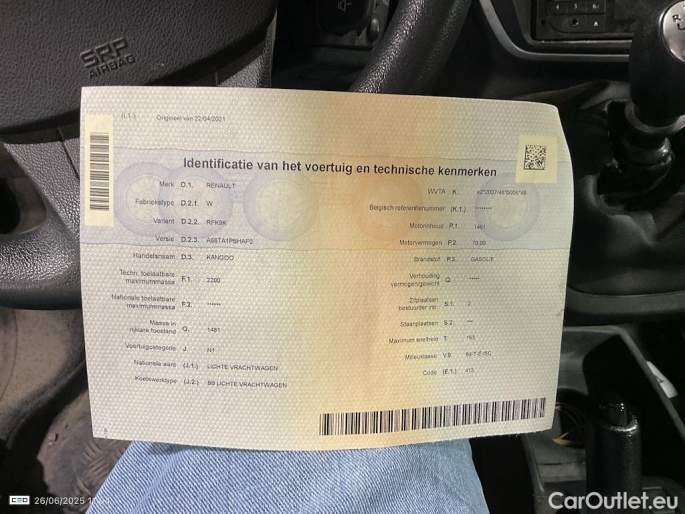 SRP
AIRBAG
(I.1.) Origineel van 22/04/2021
Identificatie van het voertuig en technische kenmerken
Merk D.1. RENAULT
Fabriekstype D.2.1. W
Variant D.2.2. RFK9K
Versie D.2.3.
Handelsnaam D.3. KANGOO
Techn. toelaatbare
maximummassa F.1. 2200
Nationale toelaatbare
maximummassa F.2. ******
Massa in
rijklare toestand G. 1481
Voertuigcategorie J. N1
Nationale aard (J.1.) LICHTE VRACHTWAGEN
Koetswerktype (J.2.) BB LICHTE VRACHTWAGEN
WVTA K.
Belgisch referentienummer (K.1.) *******
Motorinhoud P.1. 1461
Motorvermogen P.2. 70,00
Brandstof P.3. GASOLIE
Verhouding
vermogen/gewicht Q. *****
Zitplaatsen
bestuurder inc. S.1. 2
Staanplaatsen S.2. ***
Maximum snelheid T.
Milieuklasse V.9.
Code (E.1.)
26/06/2025
CarOutlet.eu